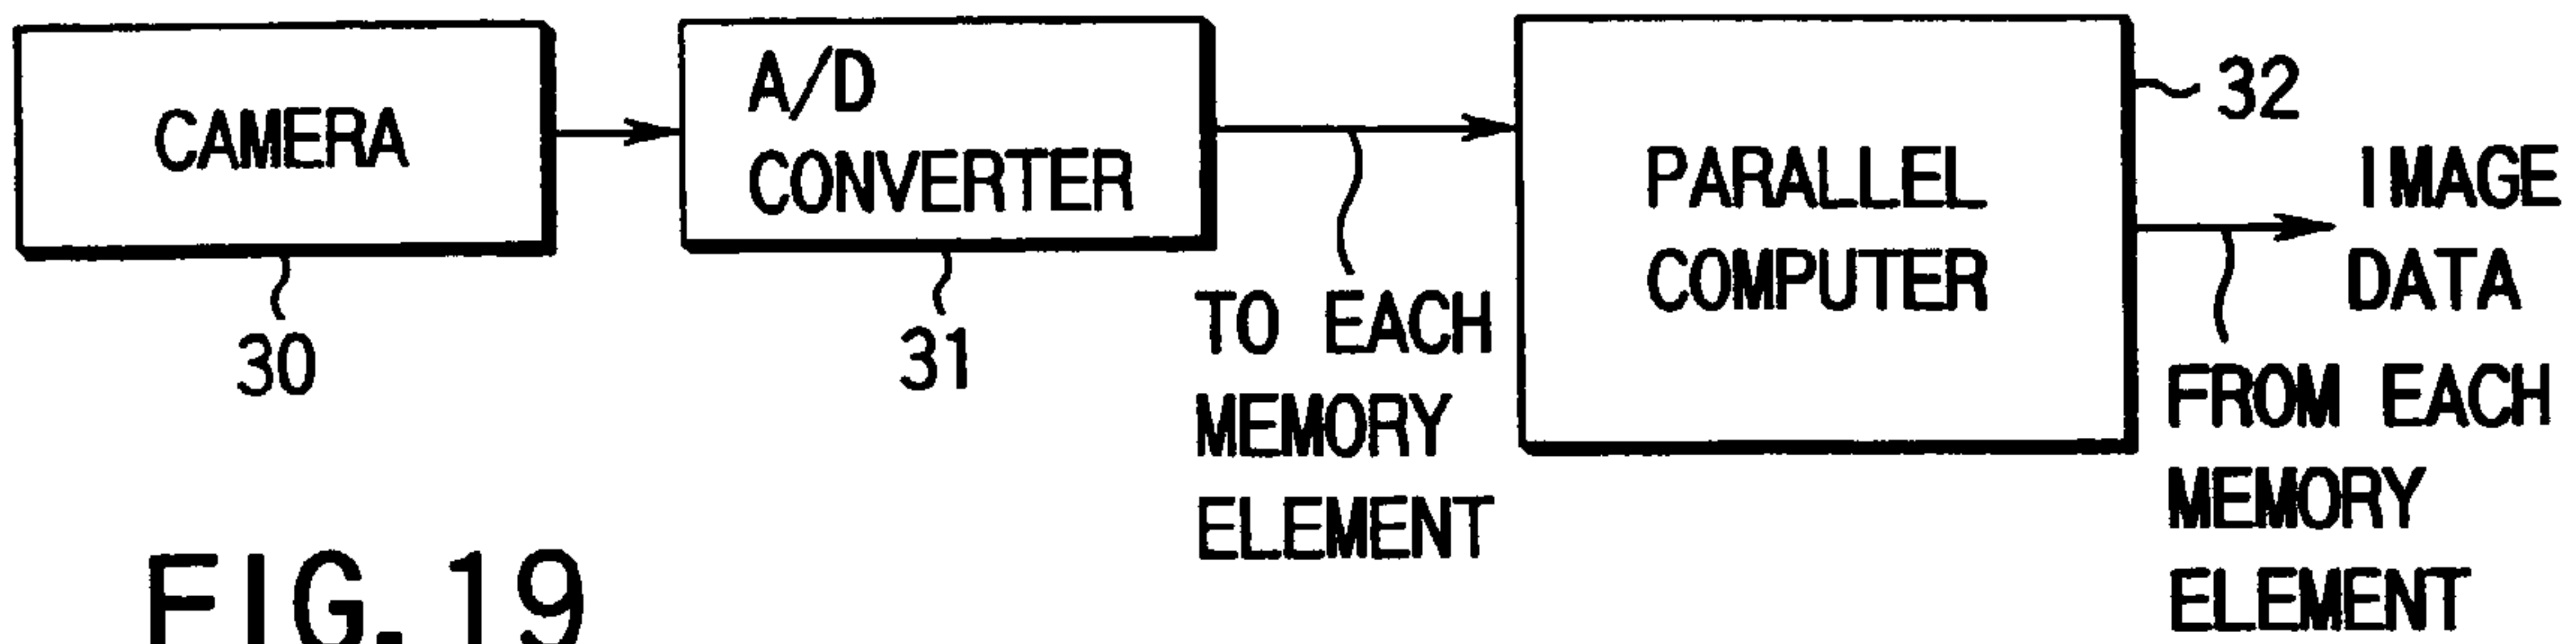 CAMERA
30
A/D
CONVERTER
31
TO EACH
MEMORY
ELEMENT
PARALLEL
COMPUTER
32
IMAGE
DATA
FROM EACH
MEMORY
ELEMENT
FIG. 19